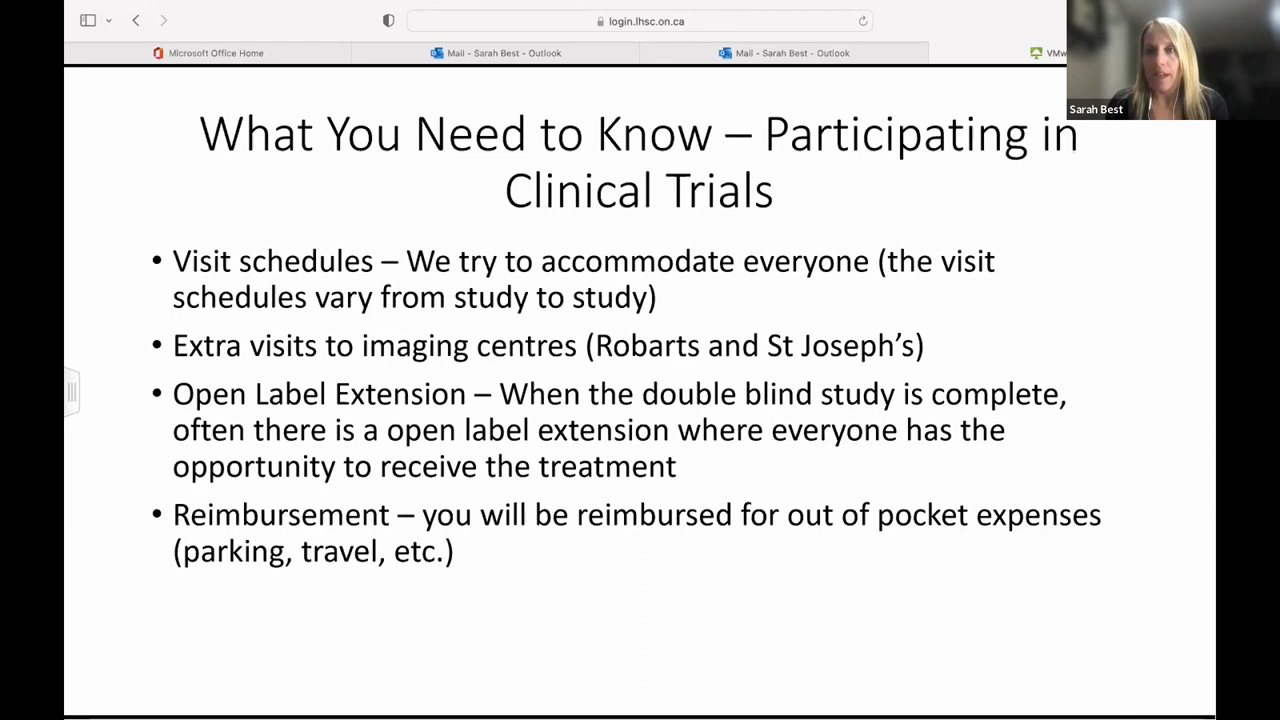 login.lhsc.on.ca
Microsoft Office Home
Mail - Sarah Best - Outlook
Mail - Sarah Best - Outlook
VMw
Sarah Best
What You Need to Know – Participating in
Clinical Trials
• Visit schedules – We try to accommodate everyone (the visit
schedules vary from study to study)
• Extra visits to imaging centres (Robarts and St Joseph’s)
• Open Label Extension – When the double blind study is complete,
often there is a open label extension where everyone has the
opportunity to receive the treatment
• Reimbursement – you will be reimbursed for out of pocket expenses
(parking, travel, etc.)